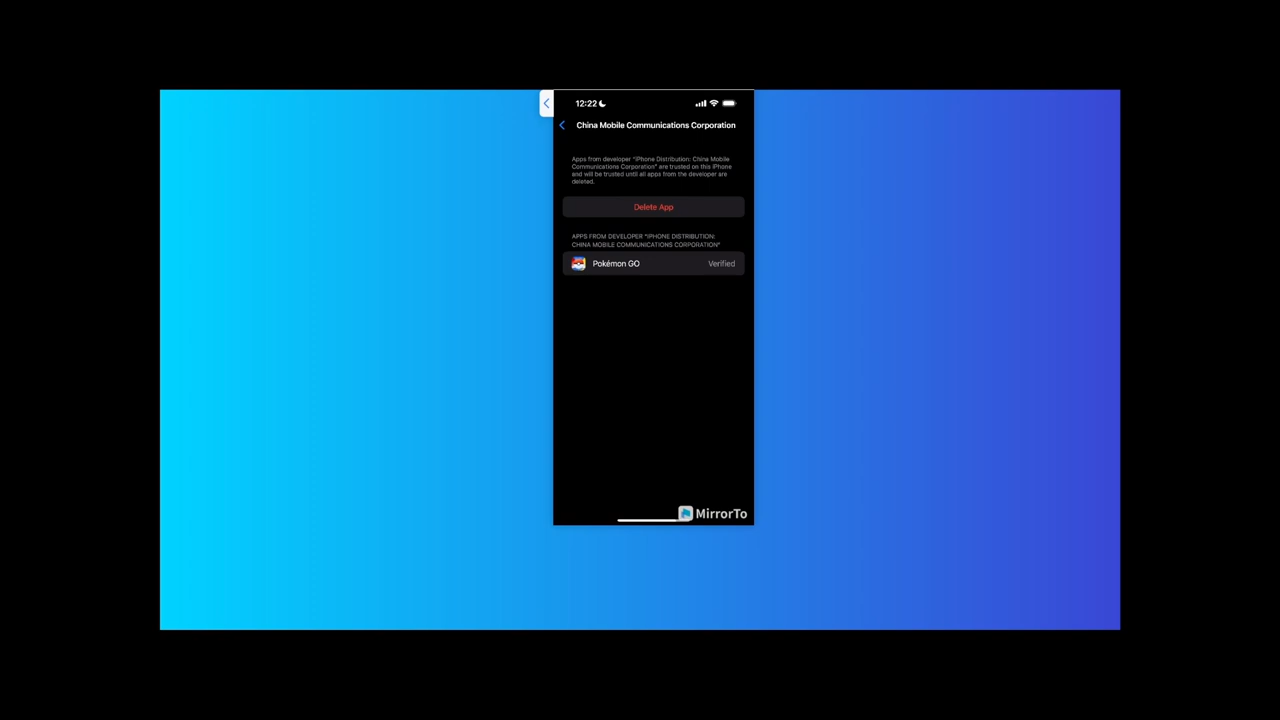 12:22
China Mobile Communications Corporation
Apps from developer "iPhone Distribution: China Mobile
Communications Corporation" are trusted on this iPhone
and will be trusted until all apps from the developer are
deleted.
Delete App
APPS FROM DEVELOPER "IPHONE DISTRIBUTION:
CHINA MOBILE COMMUNICATIONS CORPORATION"
Pokémon GO Verified
MirrorTo